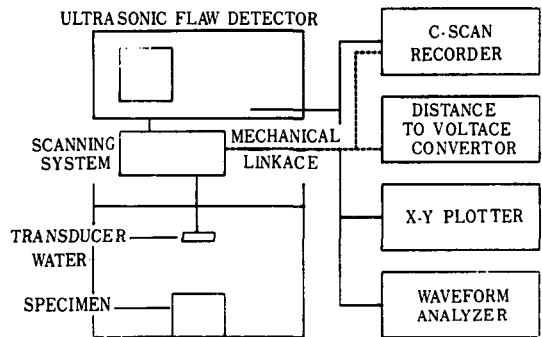 ULTRASONIC FLAW DETECTOR
C-SCAN
RECORDER
SCANNING
SYSTEM
MECHANICAL
LINKACE
DISTANCE
TO VOLTACE
CONVERTOR
TRANSDUCER
WATER
X-Y PLOTTER
SPECIMEN
WAVEFORM
ANALYZER